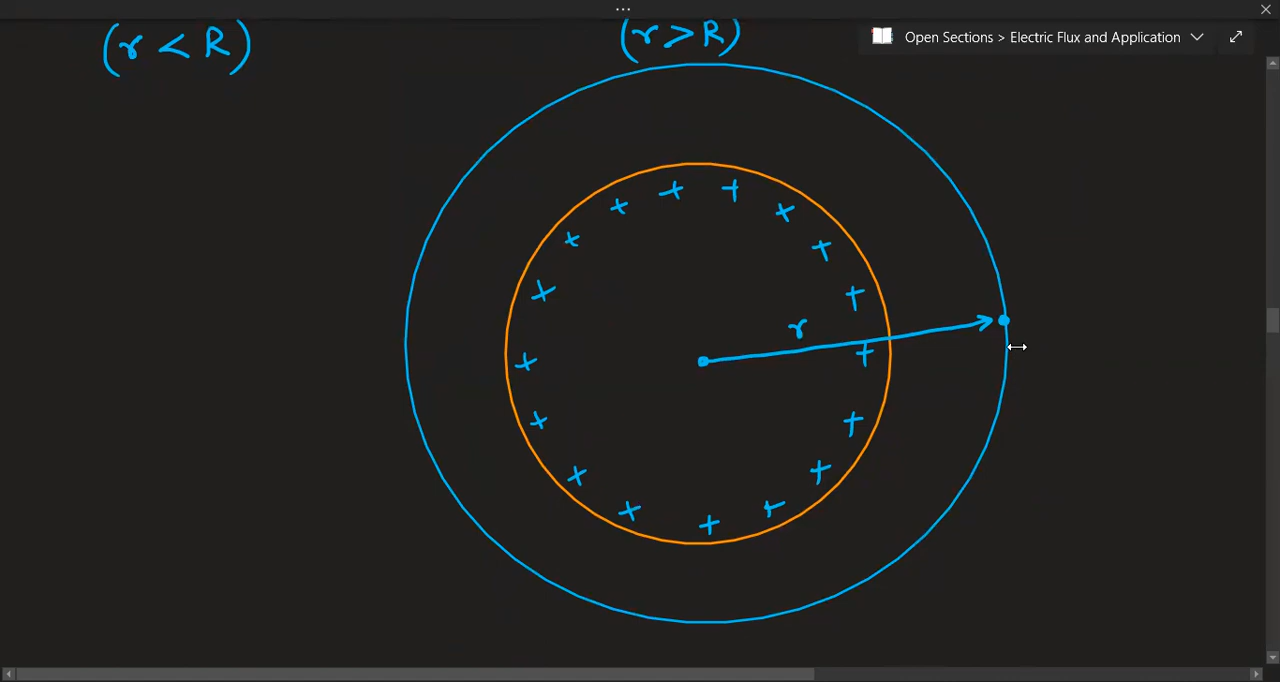 (r < R)
(r > R)
Open Sections > Electric Flux and Application
+ + + + + + + + + + + + + + + + + +
r